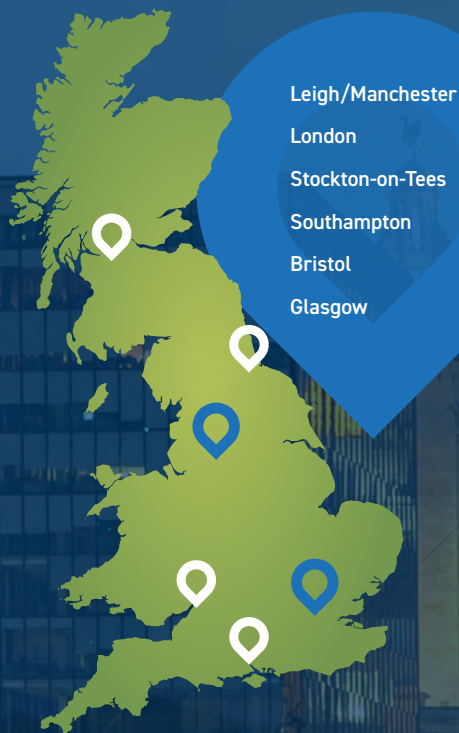 Leigh/Manchester
London
Stockton-on-Tees
Southampton
Bristol
Glasgow